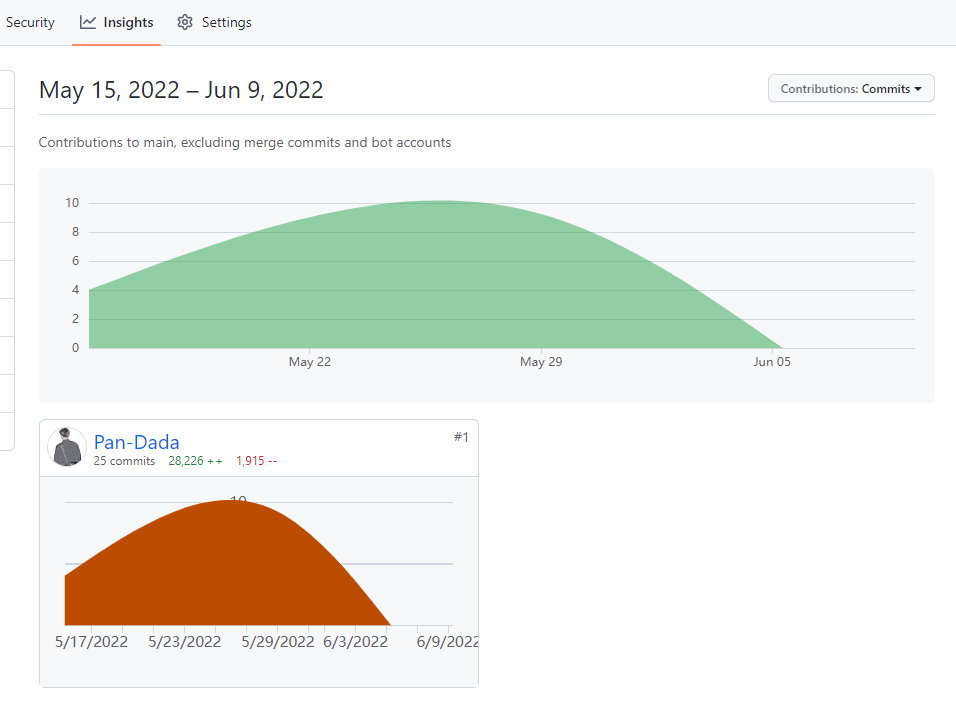 Security Insights Settings
May 15, 2022 – Jun 9, 2022
Contributions: Commits
Contributions to main, excluding merge commits and bot accounts
10
8
6
4
2
0
May 22 May 29 Jun 05
Pan-Dada
#1
25 commits 28,226 ++ 1,915 --
10
5/17/2022 5/23/2022 5/29/2022 6/3/2022 6/9/2022